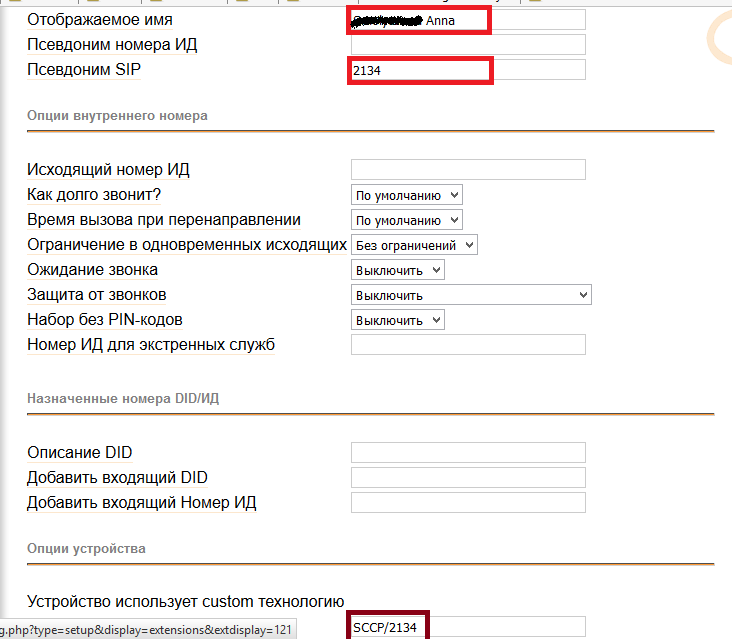 Отображаемое имя Anna
Псевдоним номера ИД
Псевдоним SIP 2134
Опции внутреннего номера
Исходящий номер ИД
Как долго звонит? По умолчанию
Время вызова при перенаправлении По умолчанию
Ограничение в одновременных исходящих Без ограничений
Ожидание звонка Выключить
Защита от звонков Выключить
Набор без PIN-кодов Выключить
Номер ИД для экстренных служб
Назначенные номера DID/ИД
Описание DID
Добавить входящий DID
Добавить входящий Номер ИД
Опции устройства
Устройство использует custom технологию
g.php?type=setup&display=extensions&extdisplay=121 SCCP/2134